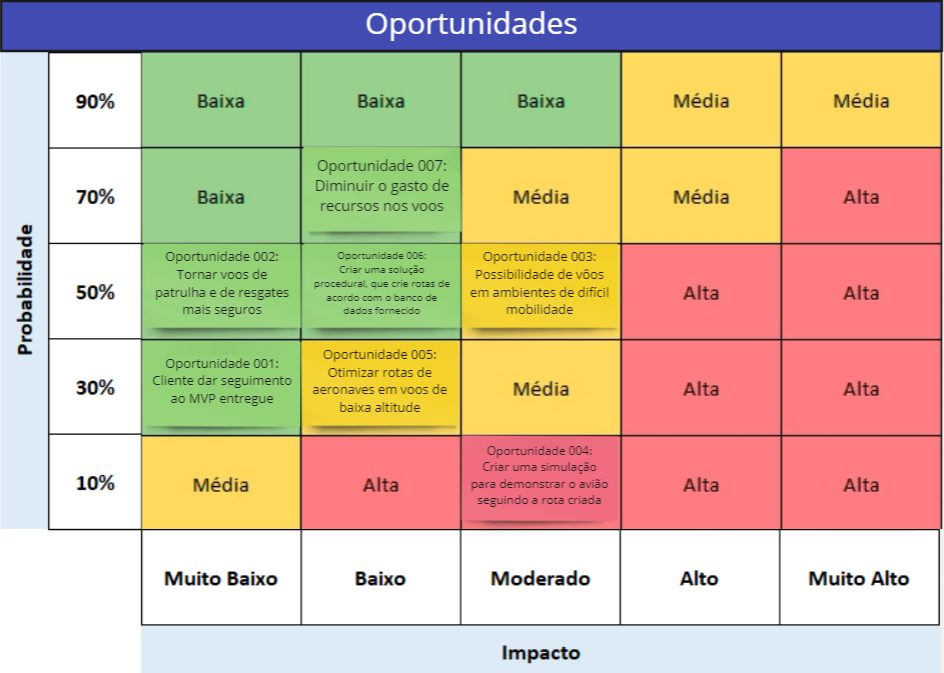 Oportunidades
Probabilidade
90%
Baixa
Baixa
Baixa
Média
Média
70%
Baixa
Oportunidade 007:
Diminuir o gasto de
recursos nos voos
Média
Média
Alta
50%
Oportunidade 002:
Tornar voos de
patrulha e de resgates
mais seguros
Oportunidade 006:
Criar uma solução
procedural, que crie rotas de
acordo com o banco de
dados fornecido
Oportunidade 003:
Possibilidade de vôos
em ambientes de difícil
mobilidade
Alta
Alta
30%
Oportunidade 001:
Cliente dar seguimento
ao MVP entregue
Oportunidade 005:
Otimizar rotas de
aeronaves em voos de
baixa altitude
Média
Alta
Alta
10%
Média
Alta
Oportunidade 004:
Criar uma simulação
para demonstrar o avião
seguindo a rota criada
Alta
Alta
Muito Baixo
Baixo
Moderado
Alto
Muito Alto
Impacto